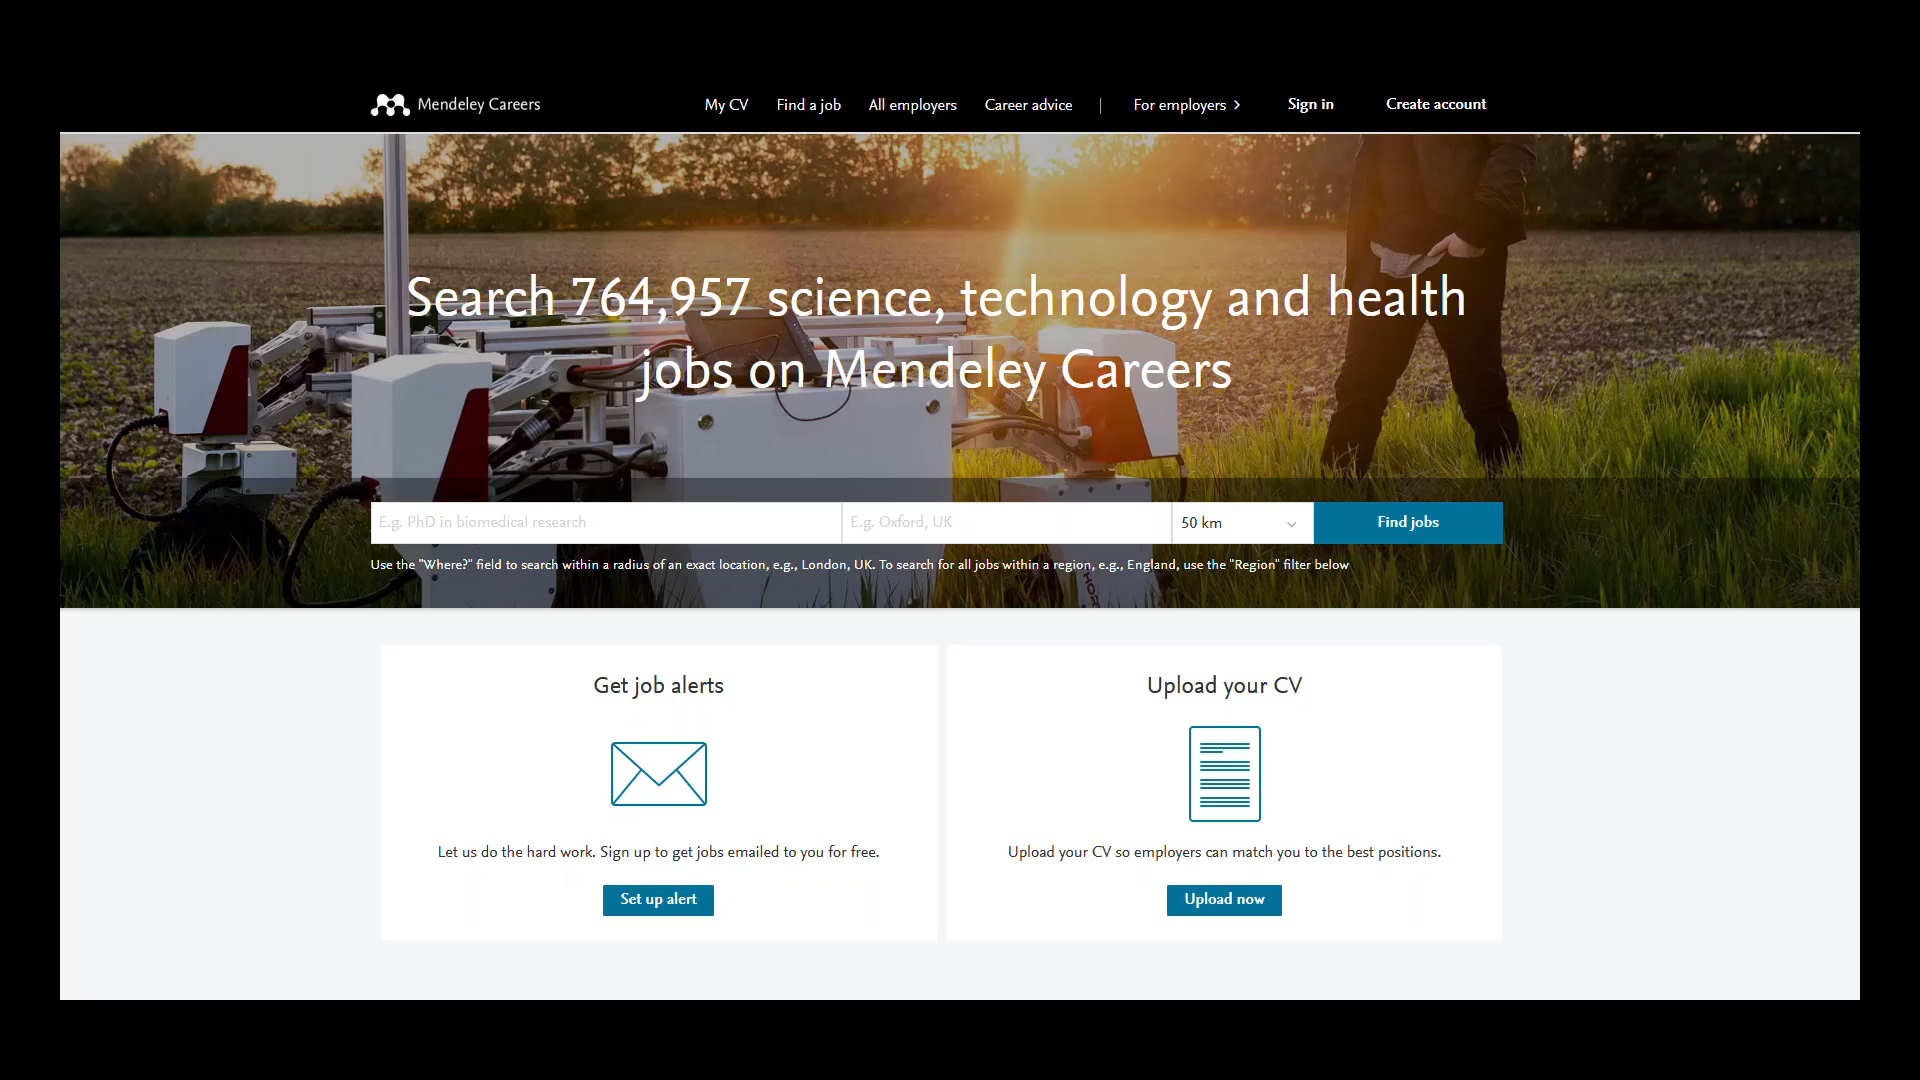 Mendeley Careers
My CV
Find a job
All employers
Career advice
For employers
Sign in
Create account
Search 764,957 science, technology and health
jobs on Mendeley Careers
E.g. PhD in biomedical research
E.g. Oxford, UK
50 km
Find jobs
Use the "Where?" field to search within a radius of an exact location, e.g., London, UK. To search for all jobs within a region, e.g., England, use the "Region" filter below
Get job alerts
Let us do the hard work. Sign up to get jobs emailed to you for free.
Set up alert
Upload your CV
Upload your CV so employers can match you to the best positions.
Upload now